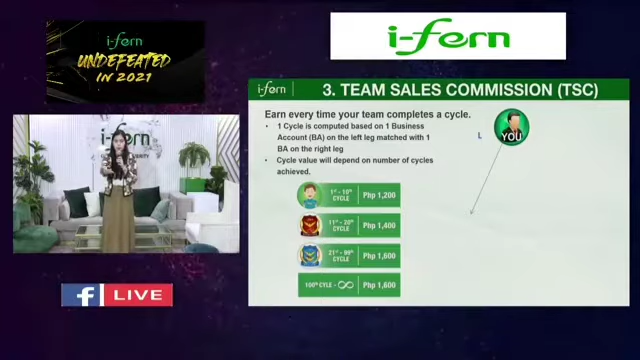 i-fern
UNDEFEATED
IN 2021
i-fern
i-fern
3. TEAM SALES COMMISSION (TSC)
Earn every time your team completes a cycle.
• 1 Cycle is computed based on 1 Business
Account (BA) on the left leg matched with 1
BA on the right leg
• Cycle value will depend on number of cycles
achieved.
L
YOU
1st - 10th
CYCLE
Php 1,200
11st - 20th
CYCLE
Php 1,400
21st - 99th
CYCLE
Php 1,600
100th CYLE - ∞
Php 1,600
i-fern
f LIVE